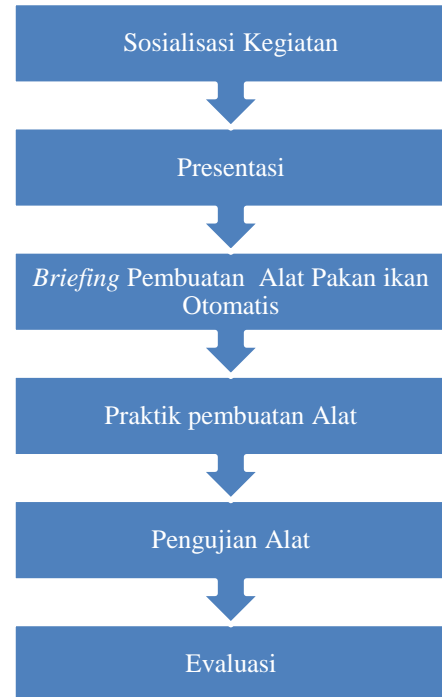 Sosialisasi Kegiatan
Presentasi
Briefing Pembuatan Alat Pakan ikan
Otomatis
Praktik pembuatan Alat
Pengujian Alat
Evaluasi